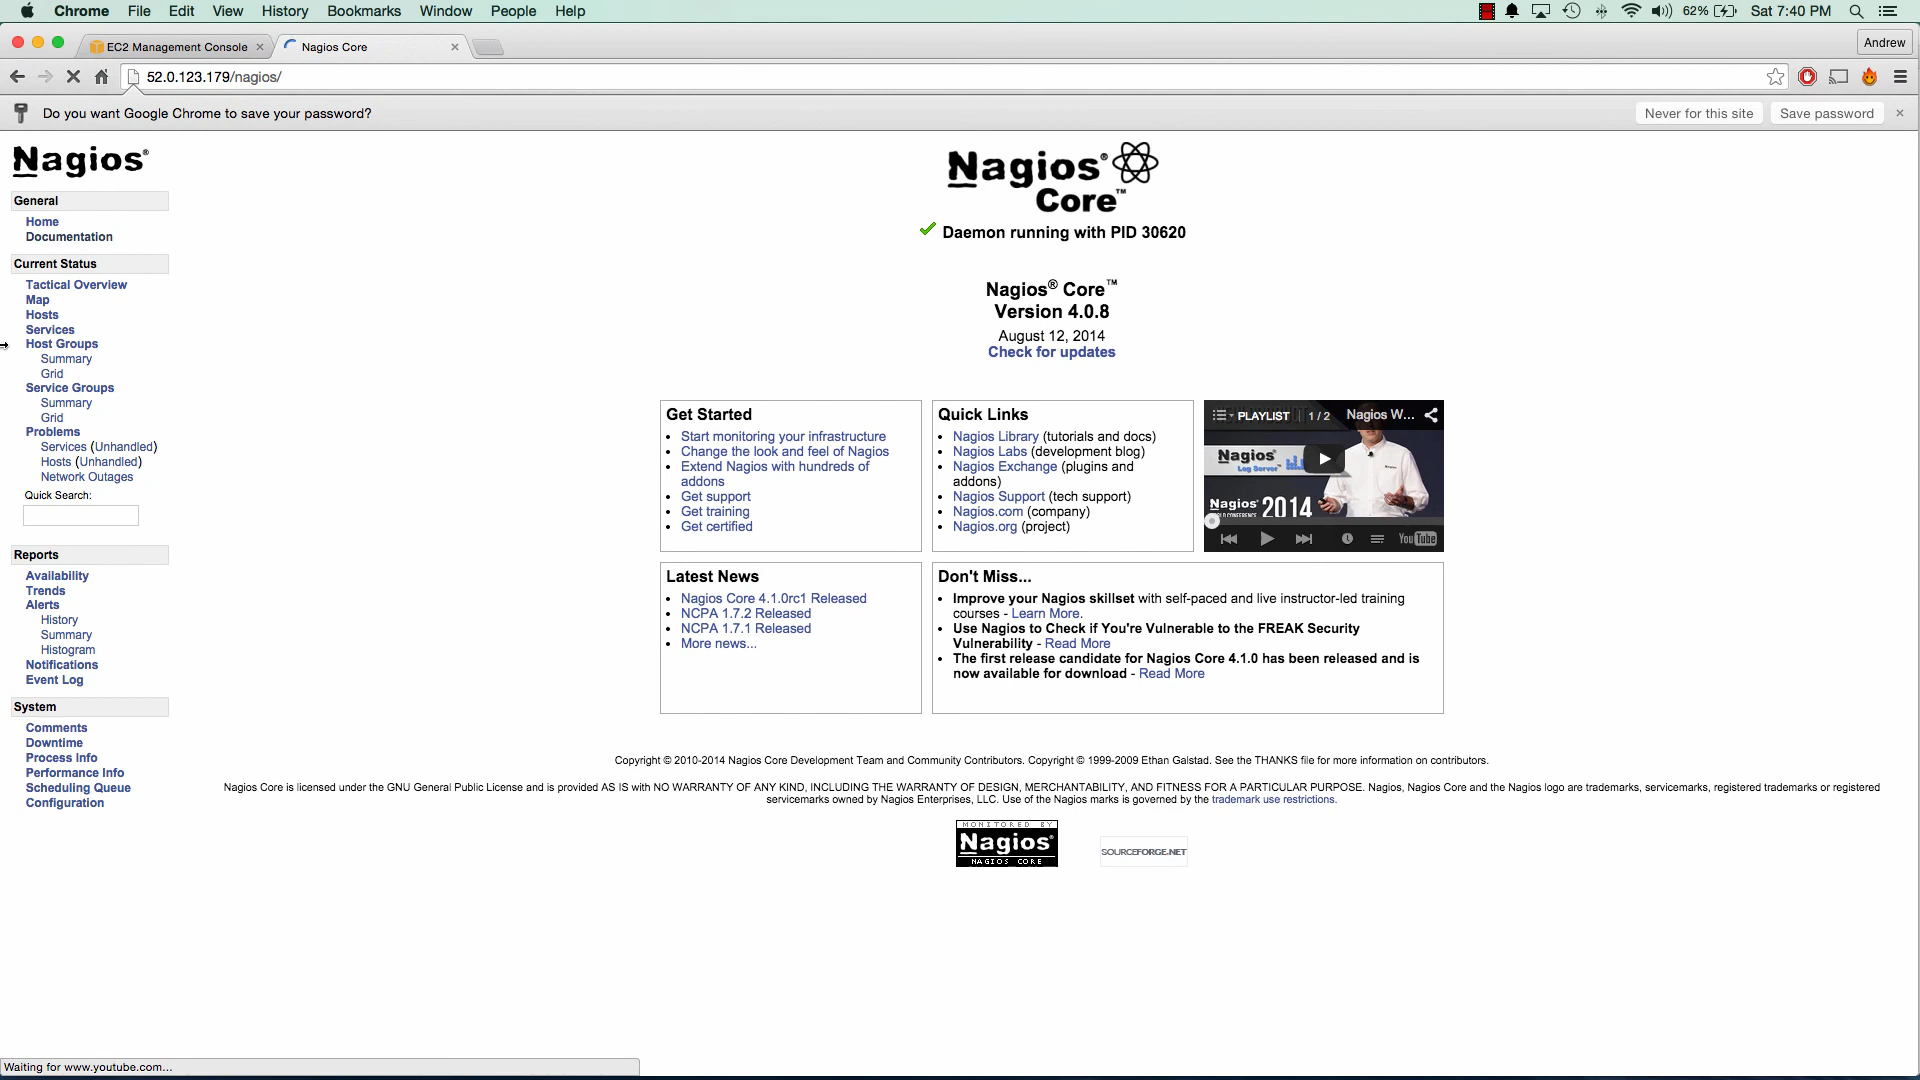 Chrome File Edit View History Bookmarks Window People Help 62% Sat 7:40 PM
EC2 Management Console Nagios Core Andrew
52.0.123.179/nagios/
Do you want Google Chrome to save your password? Never for this site Save password
Nagios®
General
Home
Documentation
Current Status
Tactical Overview
Map
Hosts
Services
Host Groups
Summary
Grid
Service Groups
Summary
Grid
Problems
Services (Unhandled)
Hosts (Unhandled)
Network Outages
Quick Search:
Reports
Availability
Trends
Alerts
History
Summary
Histogram
Notifications
Event Log
System
Comments
Downtime
Process Info
Performance Info
Scheduling Queue
Configuration
Nagios®
Core™
Daemon running with PID 30620
Nagios® Core™
Version 4.0.8
August 12, 2014
Check for updates
Get Started
Start monitoring your infrastructure
Change the look and feel of Nagios
Extend Nagios with hundreds of
addons
Get support
Get training
Get certified
Quick Links
Nagios Library (tutorials and docs)
Nagios Labs (development blog)
Nagios Exchange (plugins and
addons)
Nagios Support (tech support)
Nagios.com (company)
Nagios.org (project)
PLAYLIST 1 / 2 Nagios W...
Nagios®
Log Server™
Nagios® 2014
YouTube
Latest News
Nagios Core 4.1.0rc1 Released
NCPA 1.7.2 Released
NCPA 1.7.1 Released
More news...
Don't Miss...
Improve your Nagios skillset with self-paced and live instructor-led training
courses - Learn More.
Use Nagios to Check if You're Vulnerable to the FREAK Security
Vulnerability - Read More
The first release candidate for Nagios Core 4.1.0 has been released and is
now available for download - Read More
Copyright © 2010-2014 Nagios Core Development Team and Community Contributors. Copyright © 1999-2009 Ethan Galstad. See the THANKS file for more information on contributors.
Nagios Core is licensed under the GNU General Public License and is provided AS IS with NO WARRANTY OF ANY KIND, INCLUDING THE WARRANTY OF DESIGN, MERCHANTABILITY, AND FITNESS FOR A PARTICULAR PURPOSE. Nagios, Nagios Core and the Nagios logo are trademarks, servicemarks, registered trademarks or registered
servicemarks owned by Nagios Enterprises, LLC. Use of the Nagios marks is governed by the trademark use restrictions.
MONITORED BY
Nagios®
NAGIOS CORE
SOURCEFORGE.NET
Waiting for www.youtube.com...